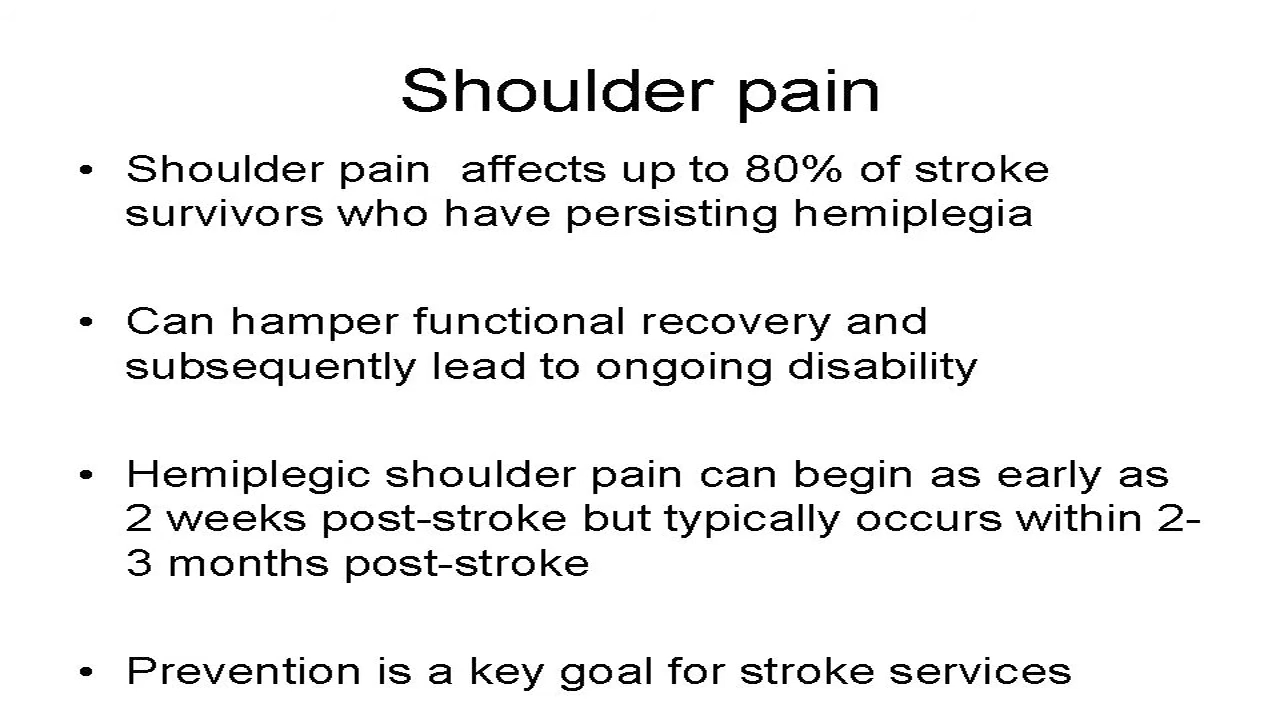 Shoulder pain
• Shoulder pain  affects up to 80% of stroke
survivors who have persisting hemiplegia
• Can hamper functional recovery and
subsequently lead to ongoing disability
• Hemiplegic shoulder pain can begin as early as
2 weeks post-stroke but typically occurs within 2-
3 months post-stroke
• Prevention is a key goal for stroke services